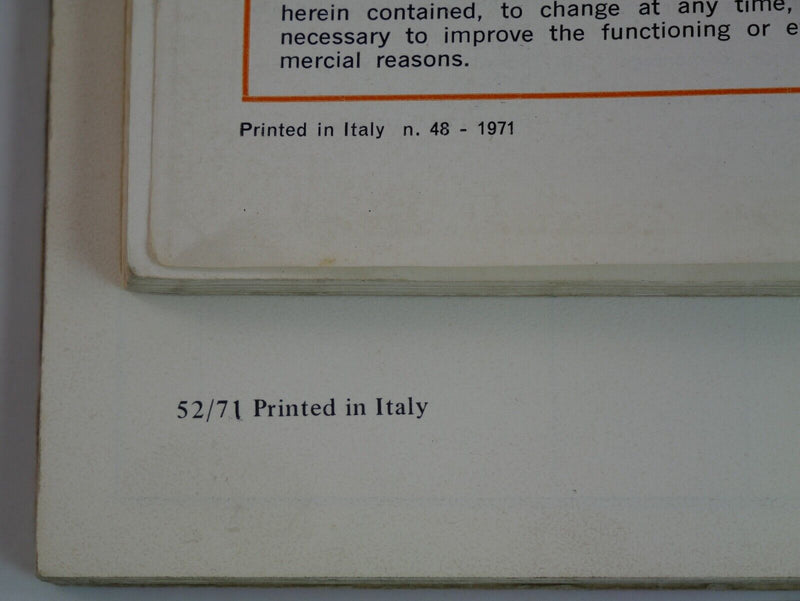 herein contained, to change at any time,
necessary to improve the functioning or
mercial reasons.
Printed in Italy n. 48 - 1971
52/71 Printed in Italy